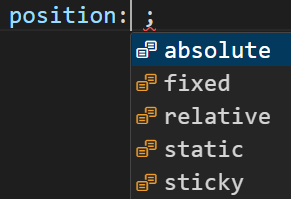 position: ;
absolute
fixed
relative
static
sticky